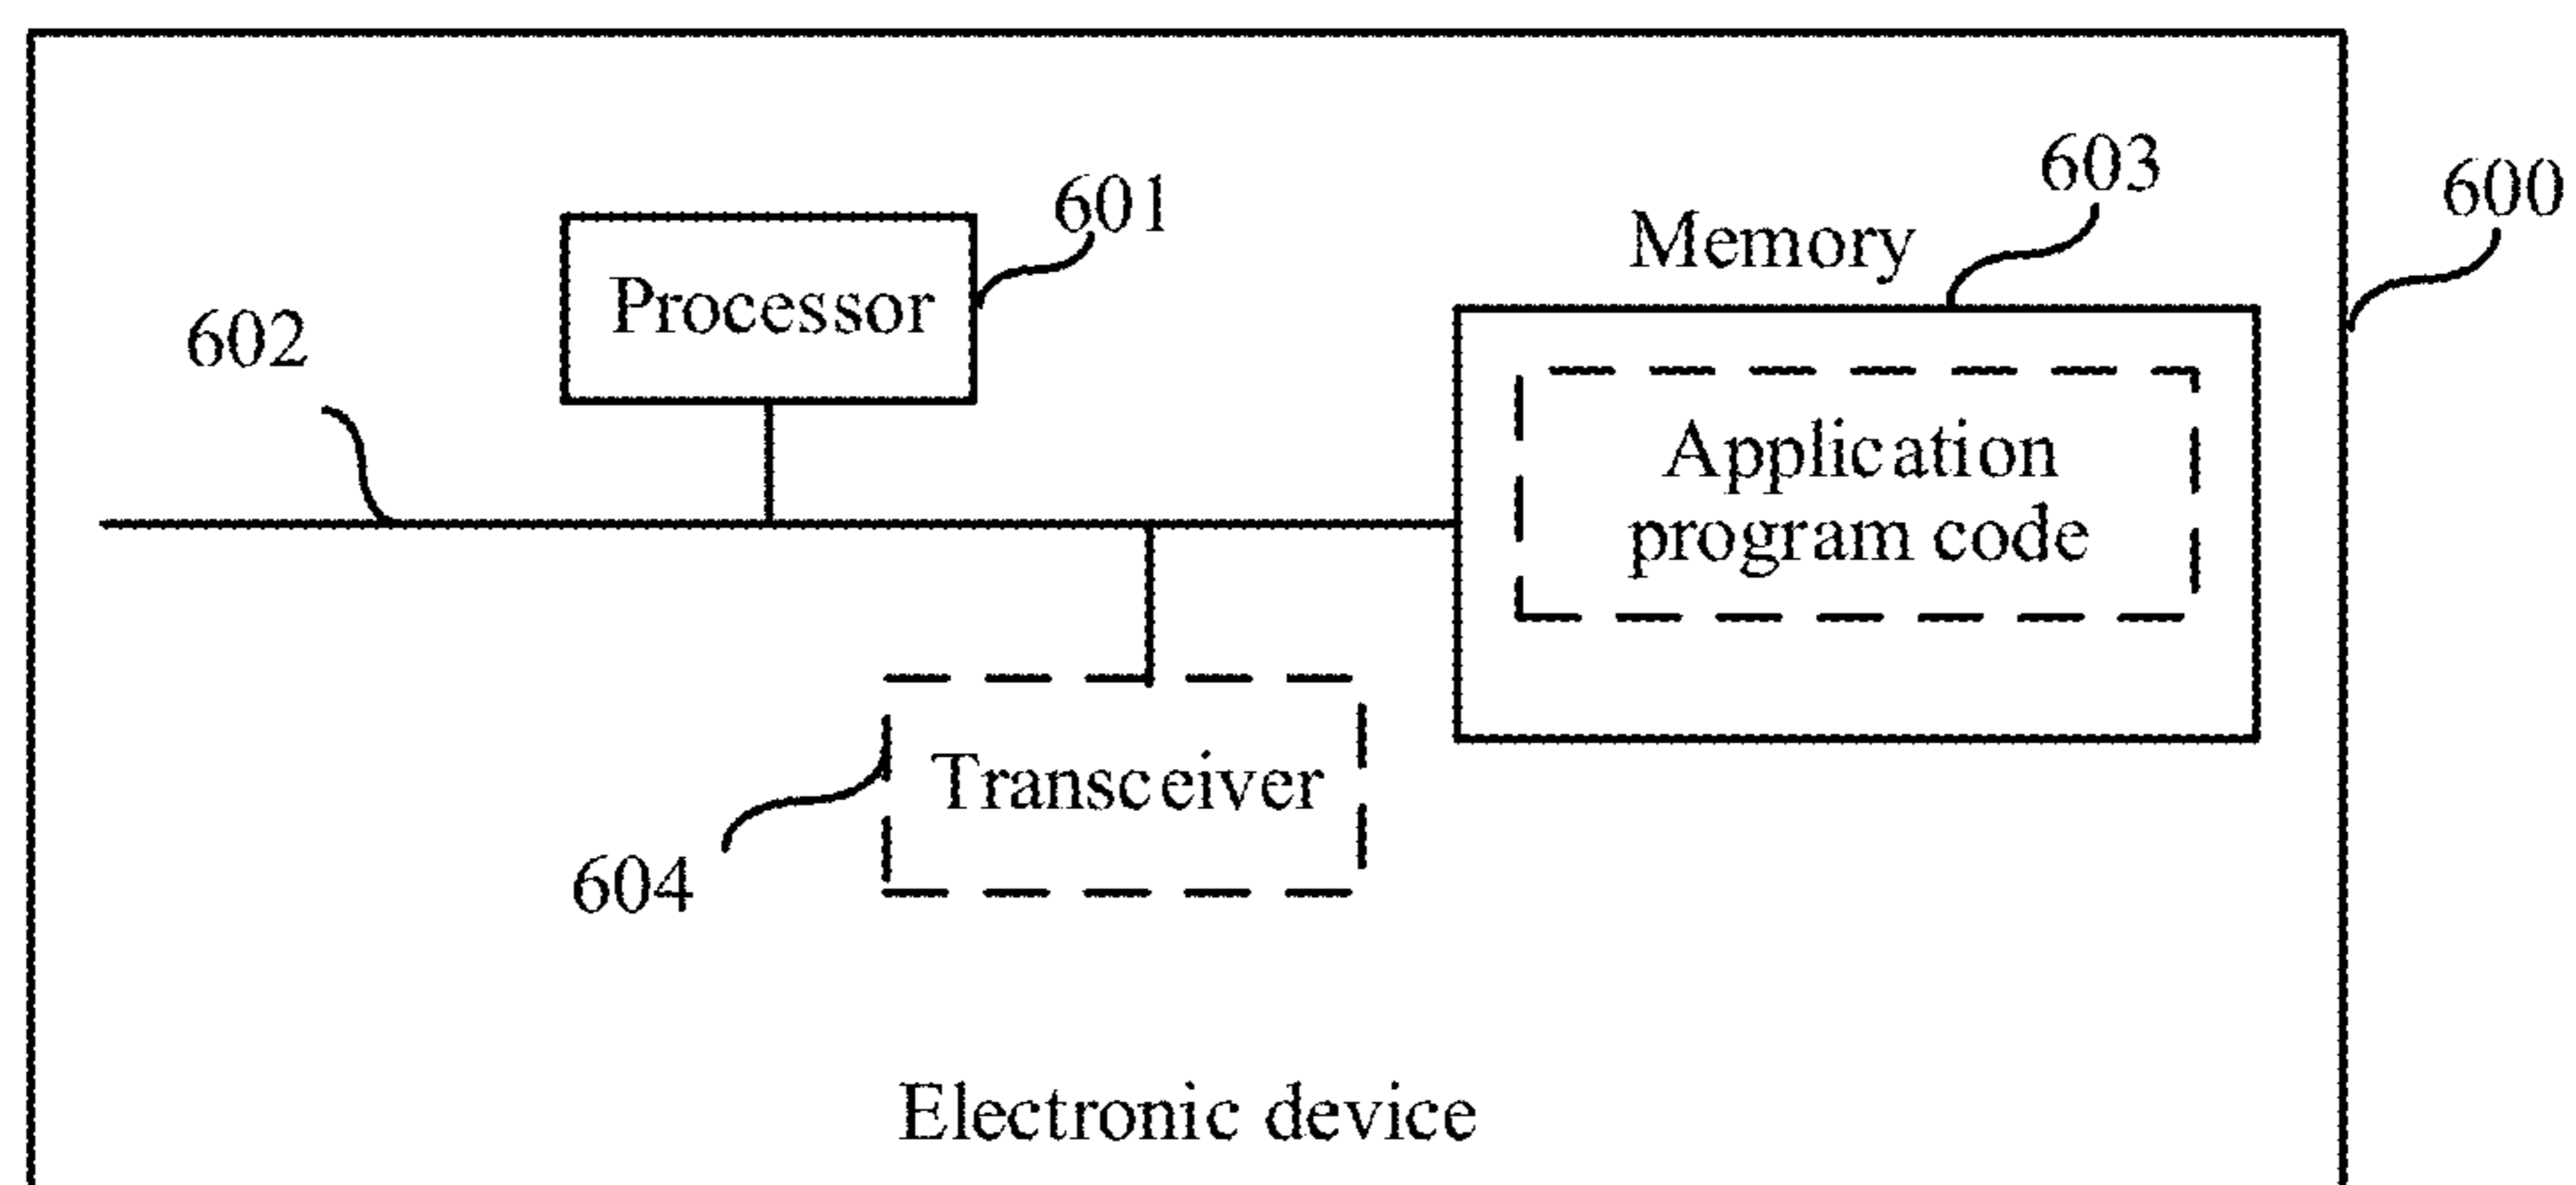 603
600
601
Memory
Processor
602
Application
program code
Transceiver
604
Electronic device